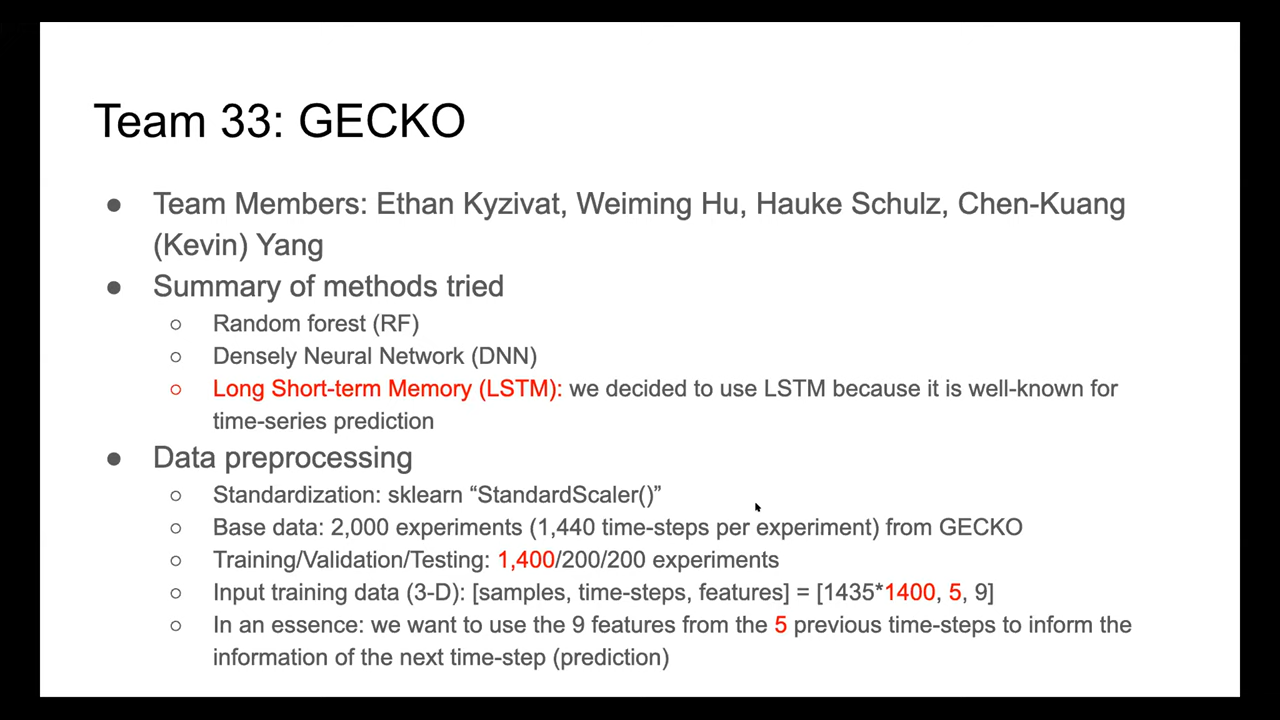 Team 33: GECKO
● Team Members: Ethan Kyzivat, Weiming Hu, Hauke Schulz, Chen-Kuang
(Kevin) Yang
● Summary of methods tried
○ Random forest (RF)
○ Densely Neural Network (DNN)
○ Long Short-term Memory (LSTM): we decided to use LSTM because it is well-known for
time-series prediction
● Data preprocessing
○ Standardization: sklearn “StandardScaler()”
○ Base data: 2,000 experiments (1,440 time-steps per experiment) from GECKO
○ Training/Validation/Testing: 1,400/200/200 experiments
○ Input training data (3-D): [samples, time-steps, features] = [1435*1400, 5, 9]
○ In an essence: we want to use the 9 features from the 5 previous time-steps to inform the
information of the next time-step (prediction)